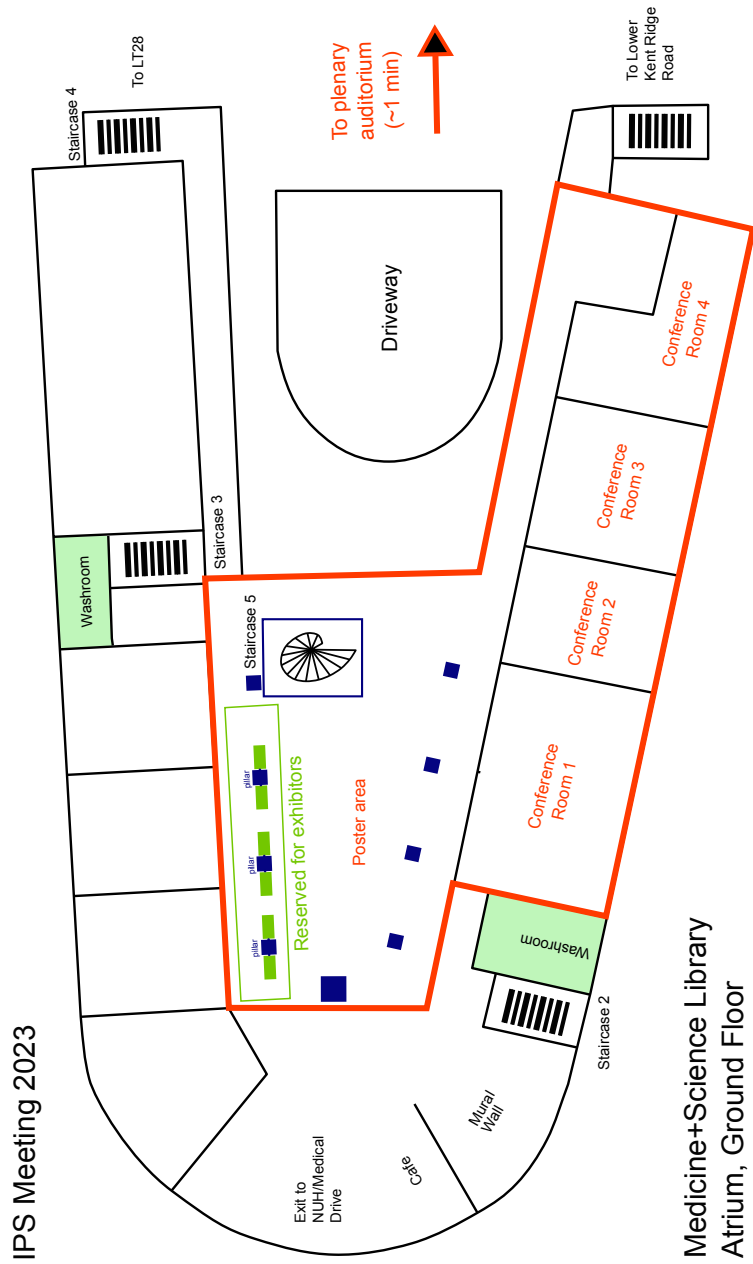 IPS Meeting 2023
Staircase 4
To LT28
To plenary
auditorium
(~1 min)
To Lower
Kent Ridge
Road
Driveway
Washroom
Staircase 3
Staircase 5
pillar
pillar
pillar
Reserved for exhibitors
Poster area
Conference
Room 1
Conference
Room 2
Conference
Room 3
Conference
Room 4
Washroom
Staircase 2
Mural
Wall
Cafe
Exit to
NUH/Medical
Drive
Medicine+Science Library
Atrium, Ground Floor